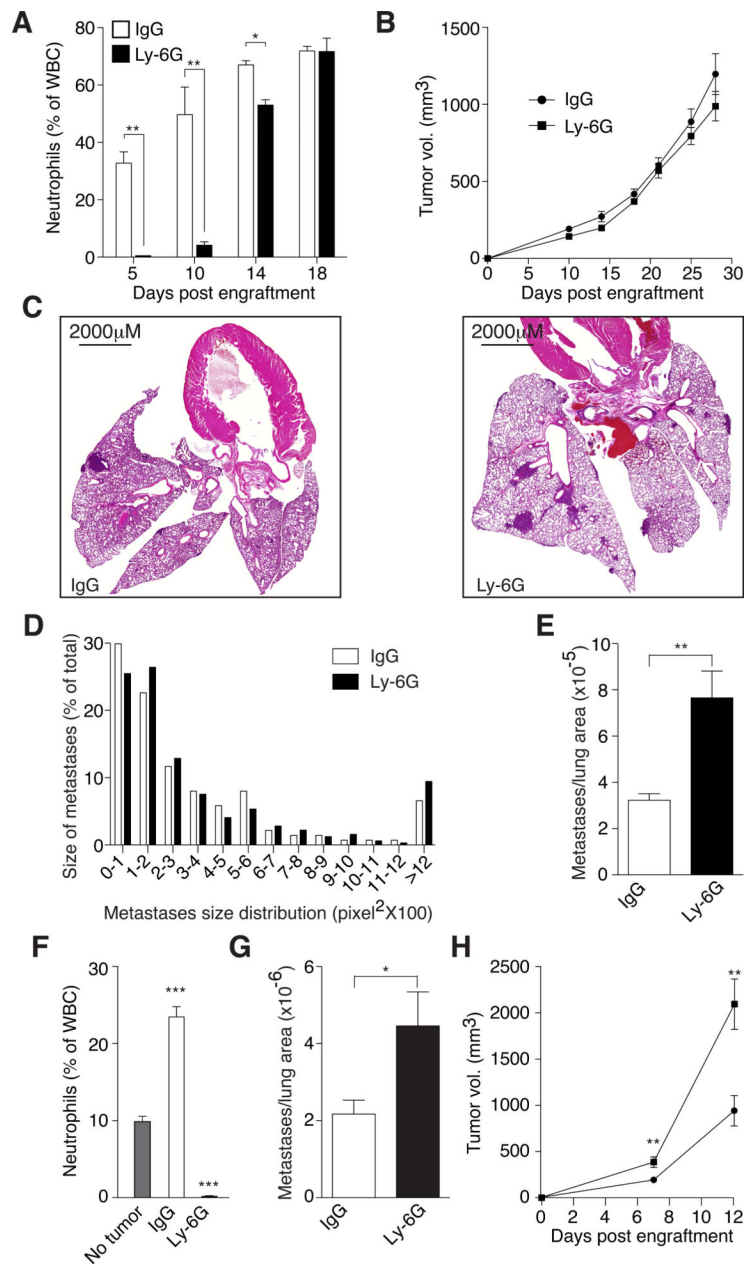 A
IgG
Ly-6G
**
**
*
80
60
40
20
0
Neutrophils (% of WBC)
5 10 14 18
Days post engraftment
B
IgG
Ly-6G
1500
1000
500
0
Tumor vol. (mm³)
0 5 10 15 20 25 30
Days post engraftment
C
2000μM
IgG
2000μM
Ly-6G
D
IgG
Ly-6G
30
20
10
0
Size of metastases (% of total)
0-1 1-2 2-3 3-4 4-5 5-6 6-7 7-8 8-9 9-10 10-11 11-12 >12
Metastases size distribution (pixel²X100)
E
**
10
8
6
4
2
Metastases/lung area (x10⁻⁵)
IgG Ly-6G
F
***
***
30
20
10
0
Neutrophils (% of WBC)
No tumor IgG Ly-6G
G
*
6
4
2
0
Metastases/lung area (x10⁻⁶)
IgG Ly-6G
H
**
**
2500
2000
1500
1000
500
0
Tumor vol. (mm³)
0 2 4 6 8 10 12
Days post engraftment